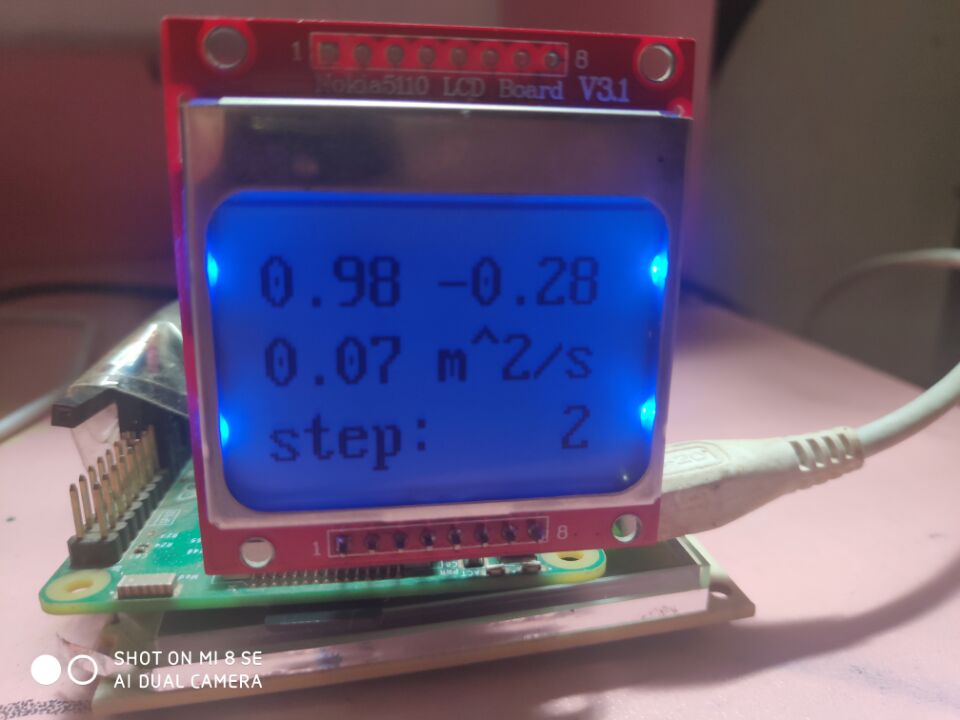 1 8
Nokia5110 LCD Board V3.1
0.98 -0.28
0.07 m^2/s
step: 2
1 8
SHOT ON MI 8 SE
AI DUAL CAMERA